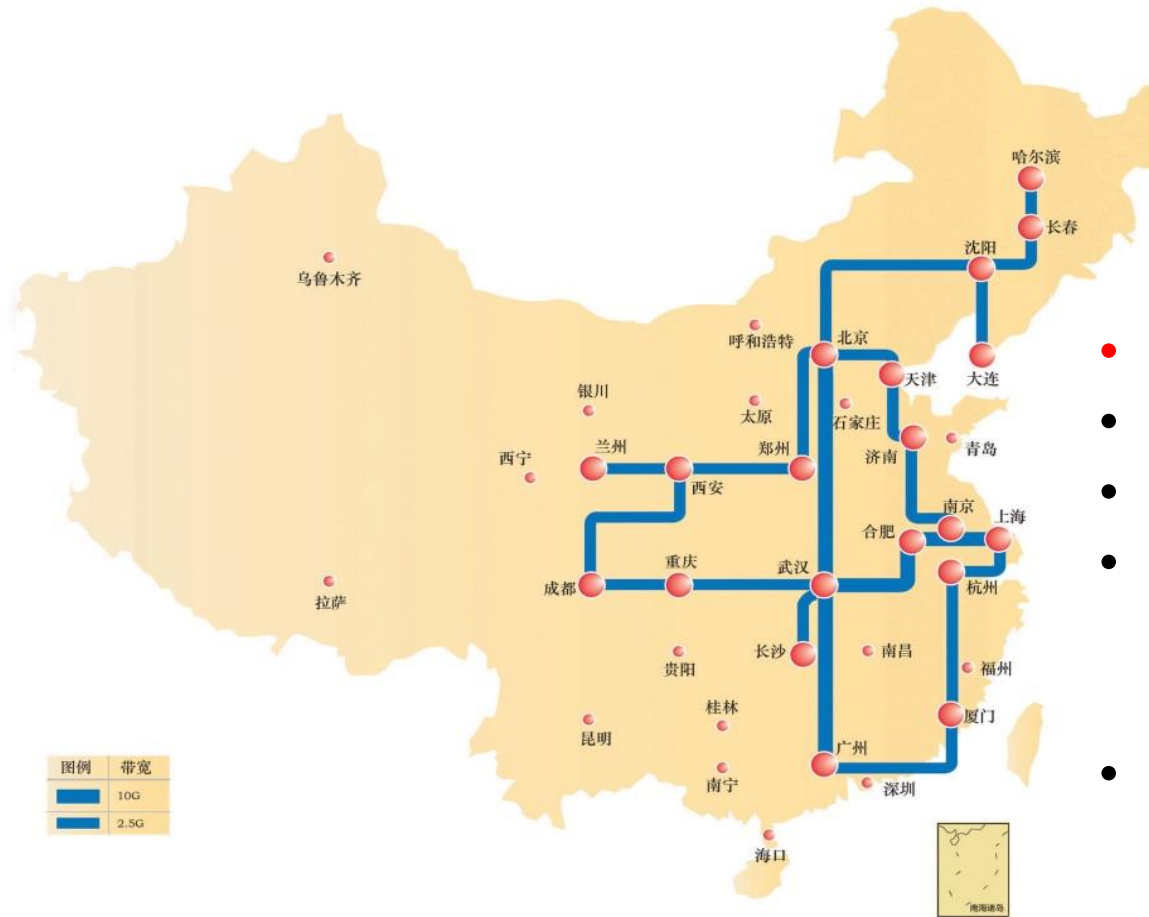 哈尔滨
长春
沈阳
乌鲁木齐
呼和浩特
北京
天津
大连
银川
太原
石家庄
兰州
郑州
济南
青岛
西宁
西安
南京
上海
合肥
重庆
武汉
成都
杭州
拉萨
长沙
南昌
贵阳
福州
桂林
厦门
昆明
广州
图例 带宽
南宁
深圳
10G
2.5G
海口
南海诸岛